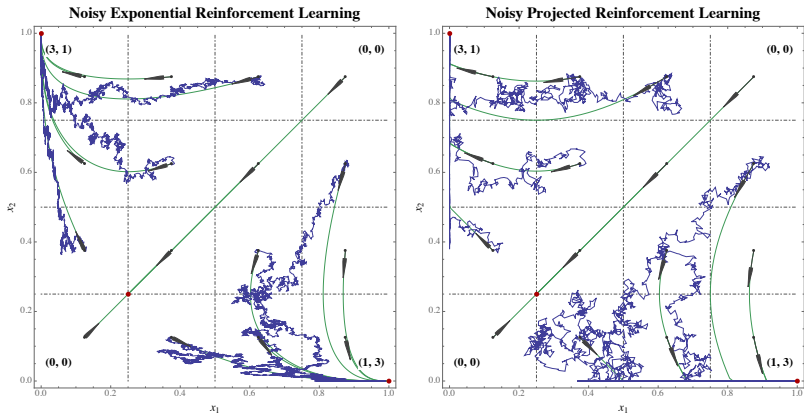 Noisy Exponential Reinforcement Learning
Noisy Projected Reinforcement Learning
1.0
0.8
0.6
0.4
0.2
0.0
x2
(3, 1)
(0, 0)
(0, 0)
(1, 3)
0.0 0.2 0.4 0.6 0.8 1.0
x1
1.0
0.8
0.6
0.4
0.2
0.0
x2
(3, 1)
(0, 0)
(0, 0)
(1, 3)
0.0 0.2 0.4 0.6 0.8 1.0
x1